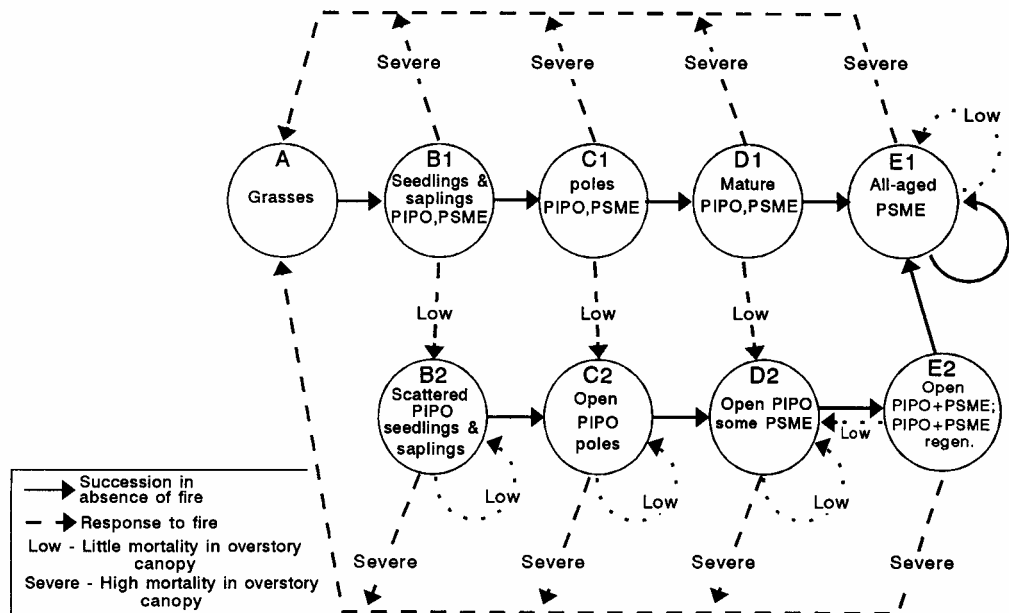 Severe
Severe
Severe
Severe
Low
A
Grasses
B1
Seedlings &
saplings
PIPO,PSME
C1
poles
PIPO,PSME
D1
Mature
PIPO,PSME
E1
All-aged
PSME
Low
Low
Low
B2
Scattered
PIPO
seedlings &
saplings
C2
Open
PIPO
poles
D2
Open PIPO
some PSME
E2
Open
PIPO+PSME;
PIPO+PSME
regen.
Low
Low
Low
Low
Severe
Severe
Severe
Severe
Succession in
absence of fire
Response to fire
Low - Little mortality in overstory
canopy
Severe - High mortality in overstory
canopy